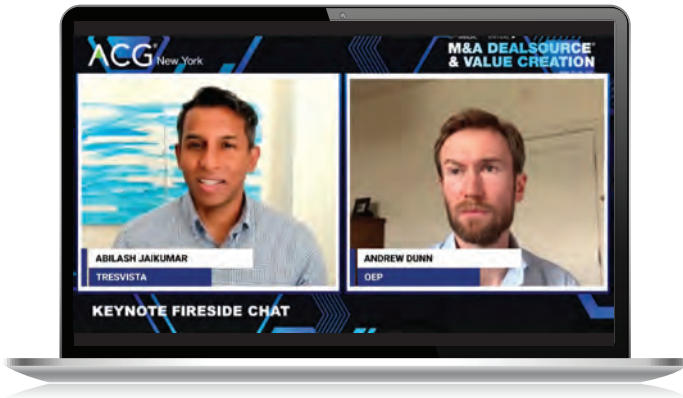 ACG® New York
M&A DEALSOURCE®
& VALUE CREATION
ABILASH JAIKUMAR
TRESVISTA
ANDREW DUNN
OEP
KEYNOTE FIRESIDE CHAT